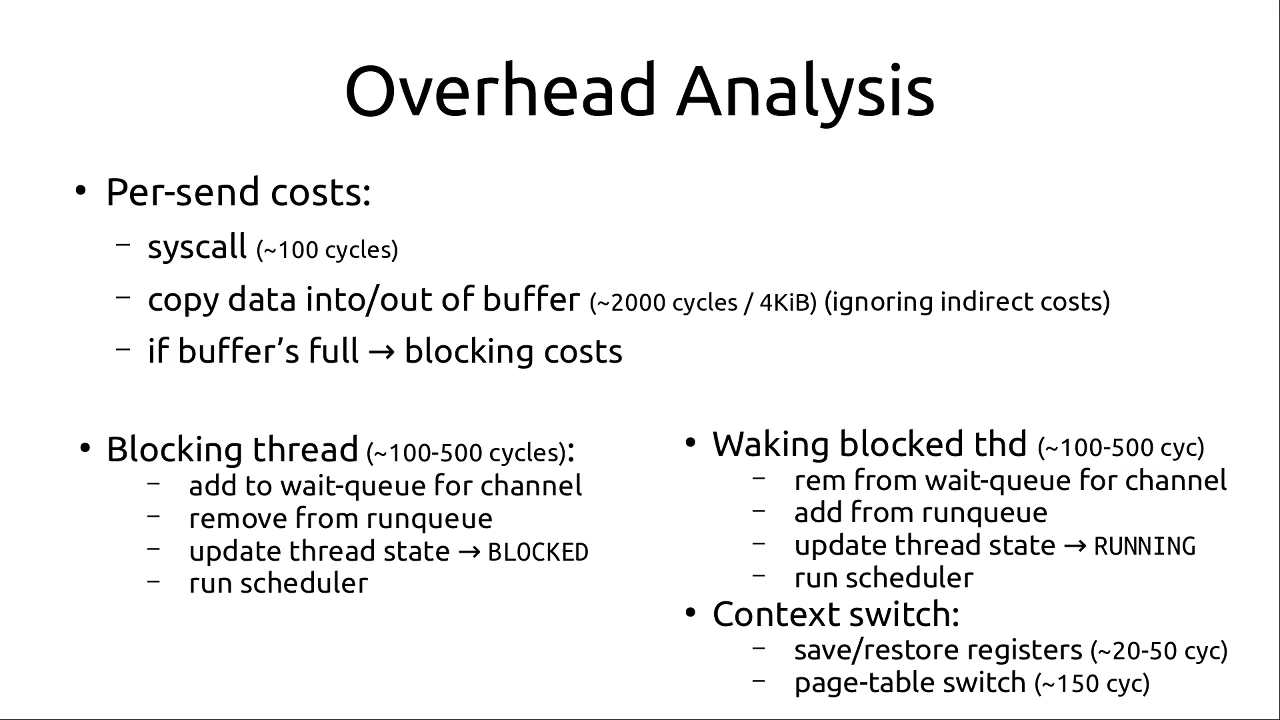 Overhead Analysis
• Per-send costs:
– syscall (~100 cycles)
– copy data into/out of buffer (~2000 cycles / 4KiB) (ignoring indirect costs)
– if buffer’s full → blocking costs
• Blocking thread (~100-500 cycles):
– add to wait-queue for channel
– remove from runqueue
– update thread state → BLOCKED
– run scheduler
• Waking blocked thd (~100-500 cyc)
– rem from wait-queue for channel
– add from runqueue
– update thread state → RUNNING
– run scheduler
• Context switch:
– save/restore registers (~20-50 cyc)
– page-table switch (~150 cyc)